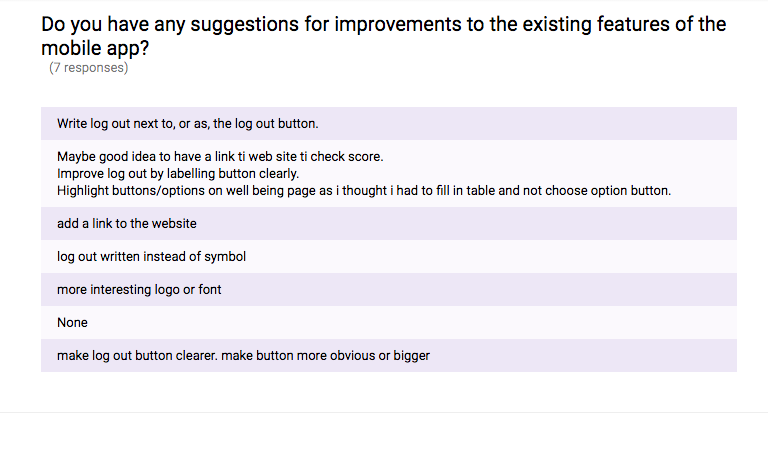 Do you have any suggestions for improvements to the existing features of the
mobile app?
(7 responses)
Write log out next to, or as, the log out button.
Maybe good idea to have a link ti web site ti check score.
Improve log out by labelling button clearly.
Highlight buttons/options on well being page as i thought i had to fill in table and not choose option button.
add a link to the website
log out written instead of symbol
more interesting logo or font
None
make log out button clearer. make button more obvious or bigger